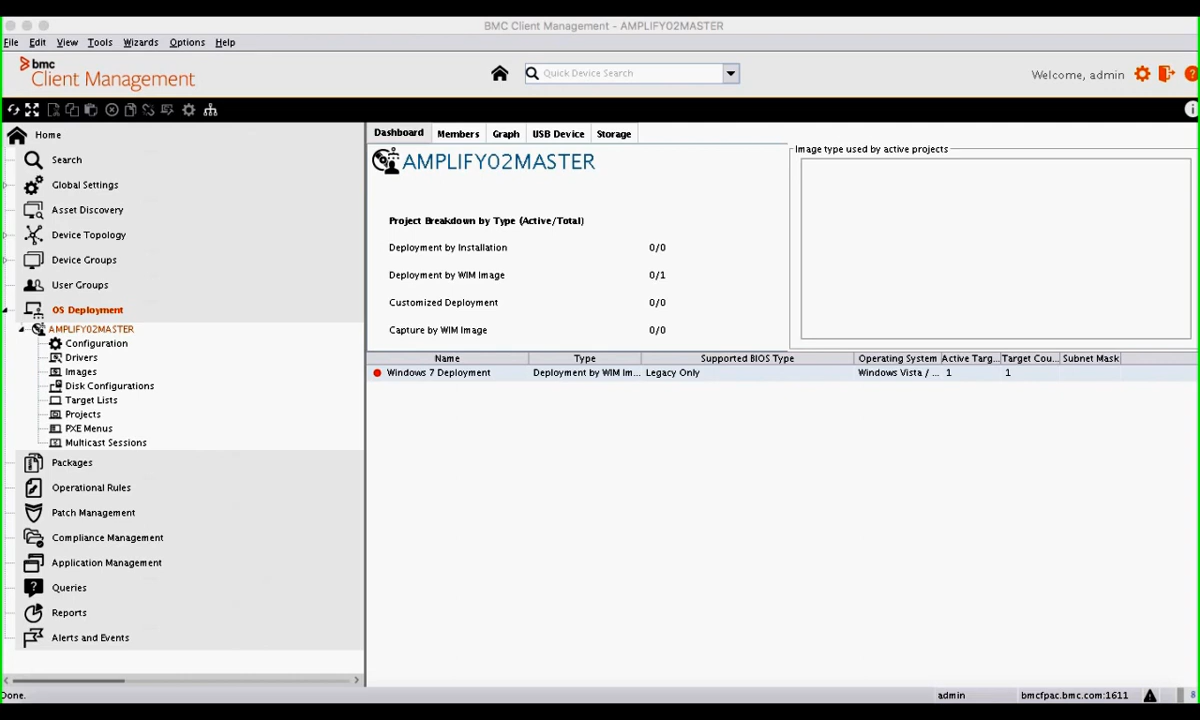 BMC Client Management - AMPLIFY02MASTER
File Edit View Tools Wizards Options Help
bmc
Client Management
Quick Device Search
Welcome, admin
Home
Search
Global Settings
Asset Discovery
Device Topology
Device Groups
User Groups
OS Deployment
AMPLIFY02MASTER
Configuration
Drivers
Images
Disk Configurations
Target Lists
Projects
PXE Menus
Multicast Sessions
Packages
Operational Rules
Patch Management
Compliance Management
Application Management
Queries
Reports
Alerts and Events
Dashboard Members Graph USB Device Storage
AMPLIFY02MASTER
Project Breakdown by Type (Active/Total)
Deployment by Installation 0/0
Deployment by WIM Image 0/1
Customized Deployment 0/0
Capture by WIM Image 0/0
Image type used by active projects
Name Type Supported BIOS Type Operating System Active Targ... Target Cou... Subnet Mask
Windows 7 Deployment Deployment by WIM Im... Legacy Only Windows Vista / ... 1 1
Done. admin bmcfpac.bmc.com:1611 8